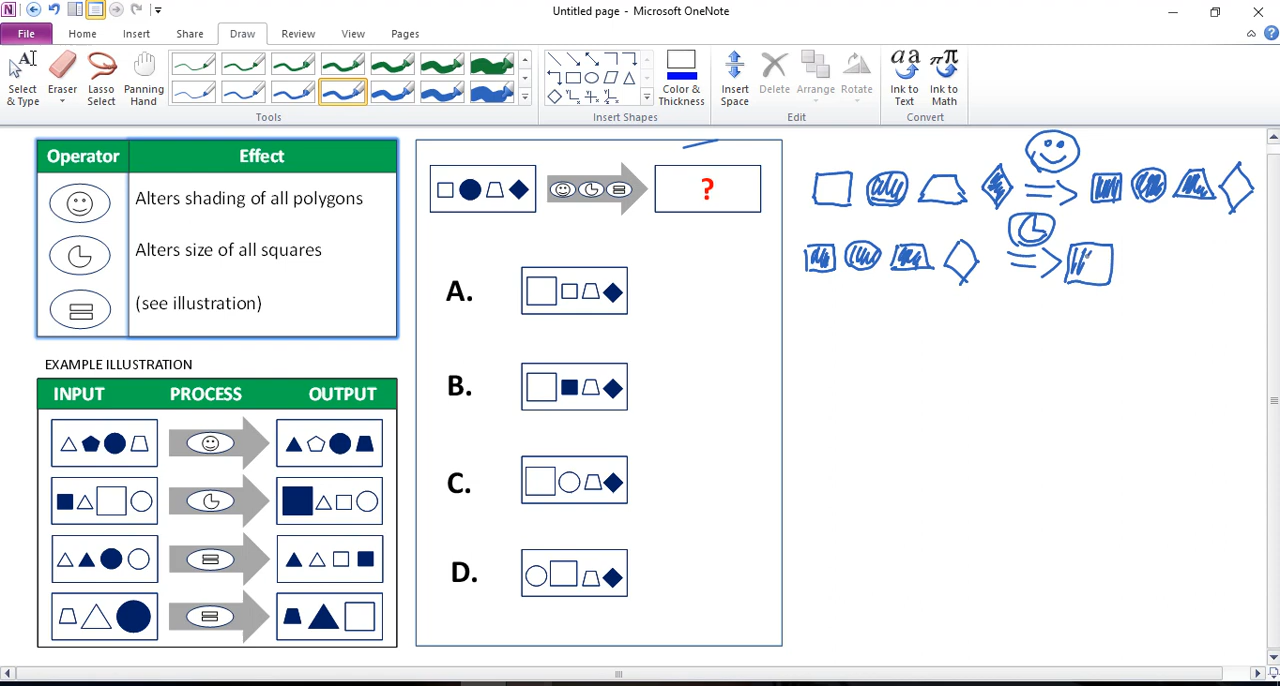 Untitled page - Microsoft OneNote
File Home Insert Share Draw Review View Pages
Select & Type
Eraser
Lasso Select
Panning Hand
Color & Thickness
Insert Space
Delete
Arrange
Rotate
Ink to Text
Ink to Math
Tools
Insert Shapes
Edit
Convert
Operator Effect
Alters shading of all polygons
Alters size of all squares
(see illustration)
EXAMPLE ILLUSTRATION
INPUT PROCESS OUTPUT
?
A.
B.
C.
D.